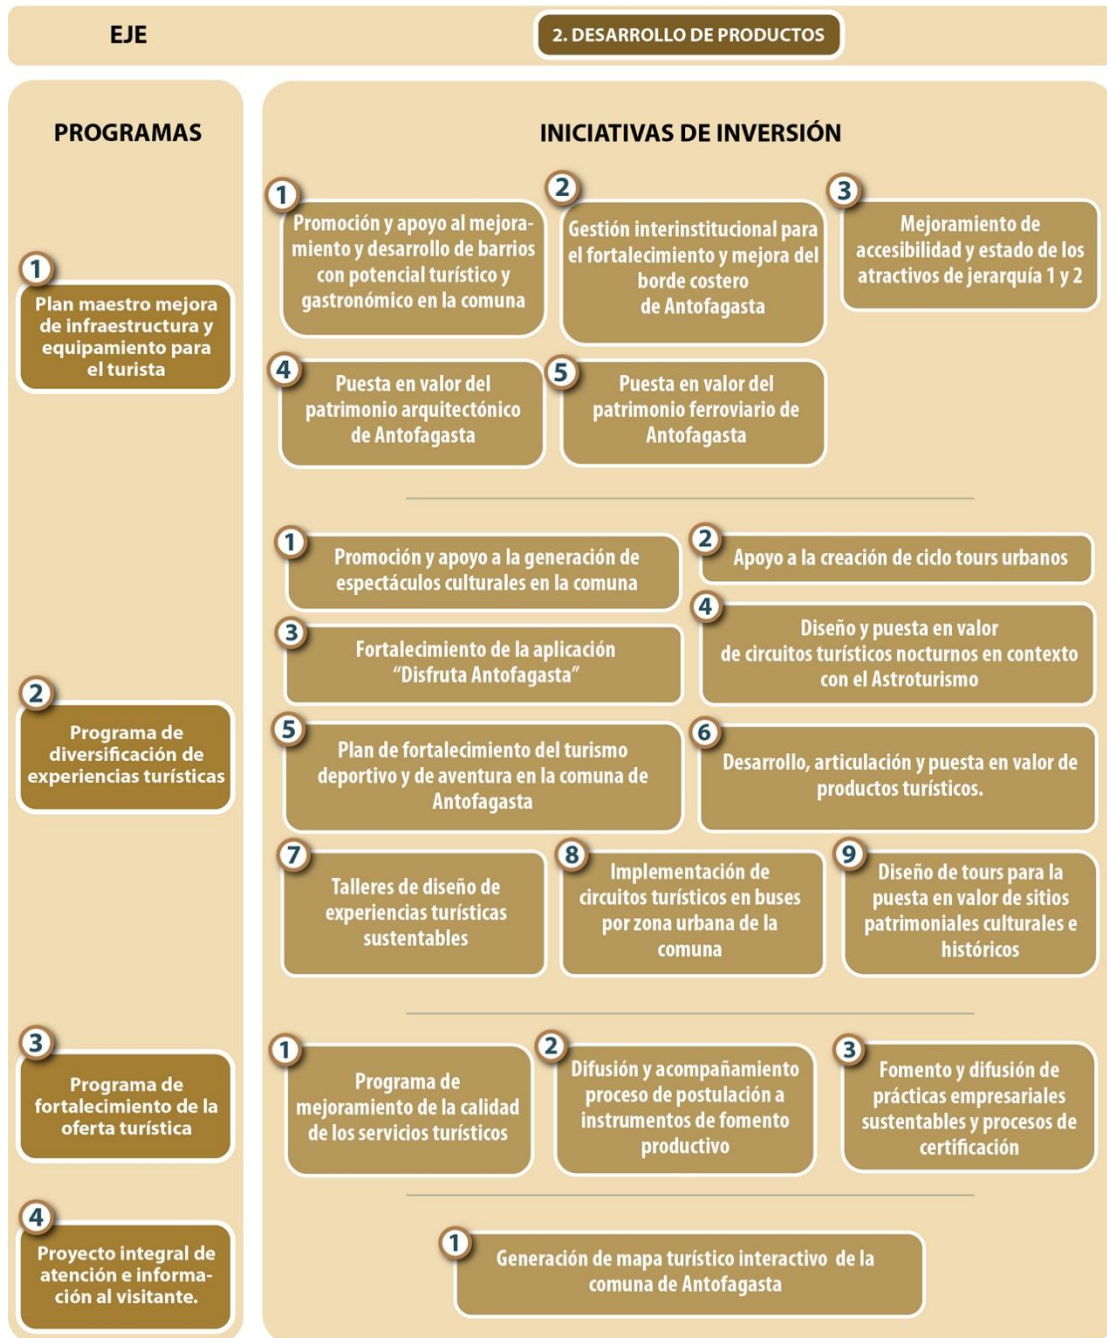 EJE
2. DESARROLLO DE PRODUCTOS
PROGRAMAS
INICIATIVAS DE INVERSIÓN
1
Plan maestro mejora
de infraestructura y
equipamiento para
el turista
1
Promoción y apoyo al mejora-
miento y desarrollo de barrios
con potencial turístico y
gastronómico en la comuna
2
Gestión interinstitucional para
el fortalecimiento y mejora del
borde costero
de Antofagasta
3
Mejoramiento de
accesibilidad y estado de los
atractivos de jerarquía 1 y 2
4
Puesta en valor del
patrimonio arquitectónico
de Antofagasta
5
Puesta en valor del
patrimonio ferroviario de
Antofagasta
2
Programa de
diversificación de
experiencias turísticas
1
Promoción y apoyo a la generación de
espectáculos culturales en la comuna
2
Apoyo a la creación de ciclo tours urbanos
3
Fortalecimiento de la aplicación
“Disfruta Antofagasta”
4
Diseño y puesta en valor
de circuitos turísticos nocturnos en contexto
con el Astroturismo
5
Plan de fortalecimiento del turismo
deportivo y de aventura en la comuna de
Antofagasta
6
Desarrollo, articulación y puesta en valor de
productos turísticos.
7
Talleres de diseño de
experiencias turísticas
sustentables
8
Implementación de
circuitos turísticos en buses
por zona urbana de la
comuna
9
Diseño de tours para la
puesta en valor de sitios
patrimoniales culturales e
históricos
3
Programa de
fortalecimiento de la
oferta turística
1
Programa de
mejoramiento de la calidad
de los servicios turísticos
2
Difusión y acompañamiento
proceso de postulación a
instrumentos de fomento
productivo
3
Fomento y difusión de
prácticas empresariales
sustentables y procesos de
certificación
4
Proyecto integral de
atención e informa-
ción al visitante.
1
Generación de mapa turístico interactivo de la
comuna de Antofagasta